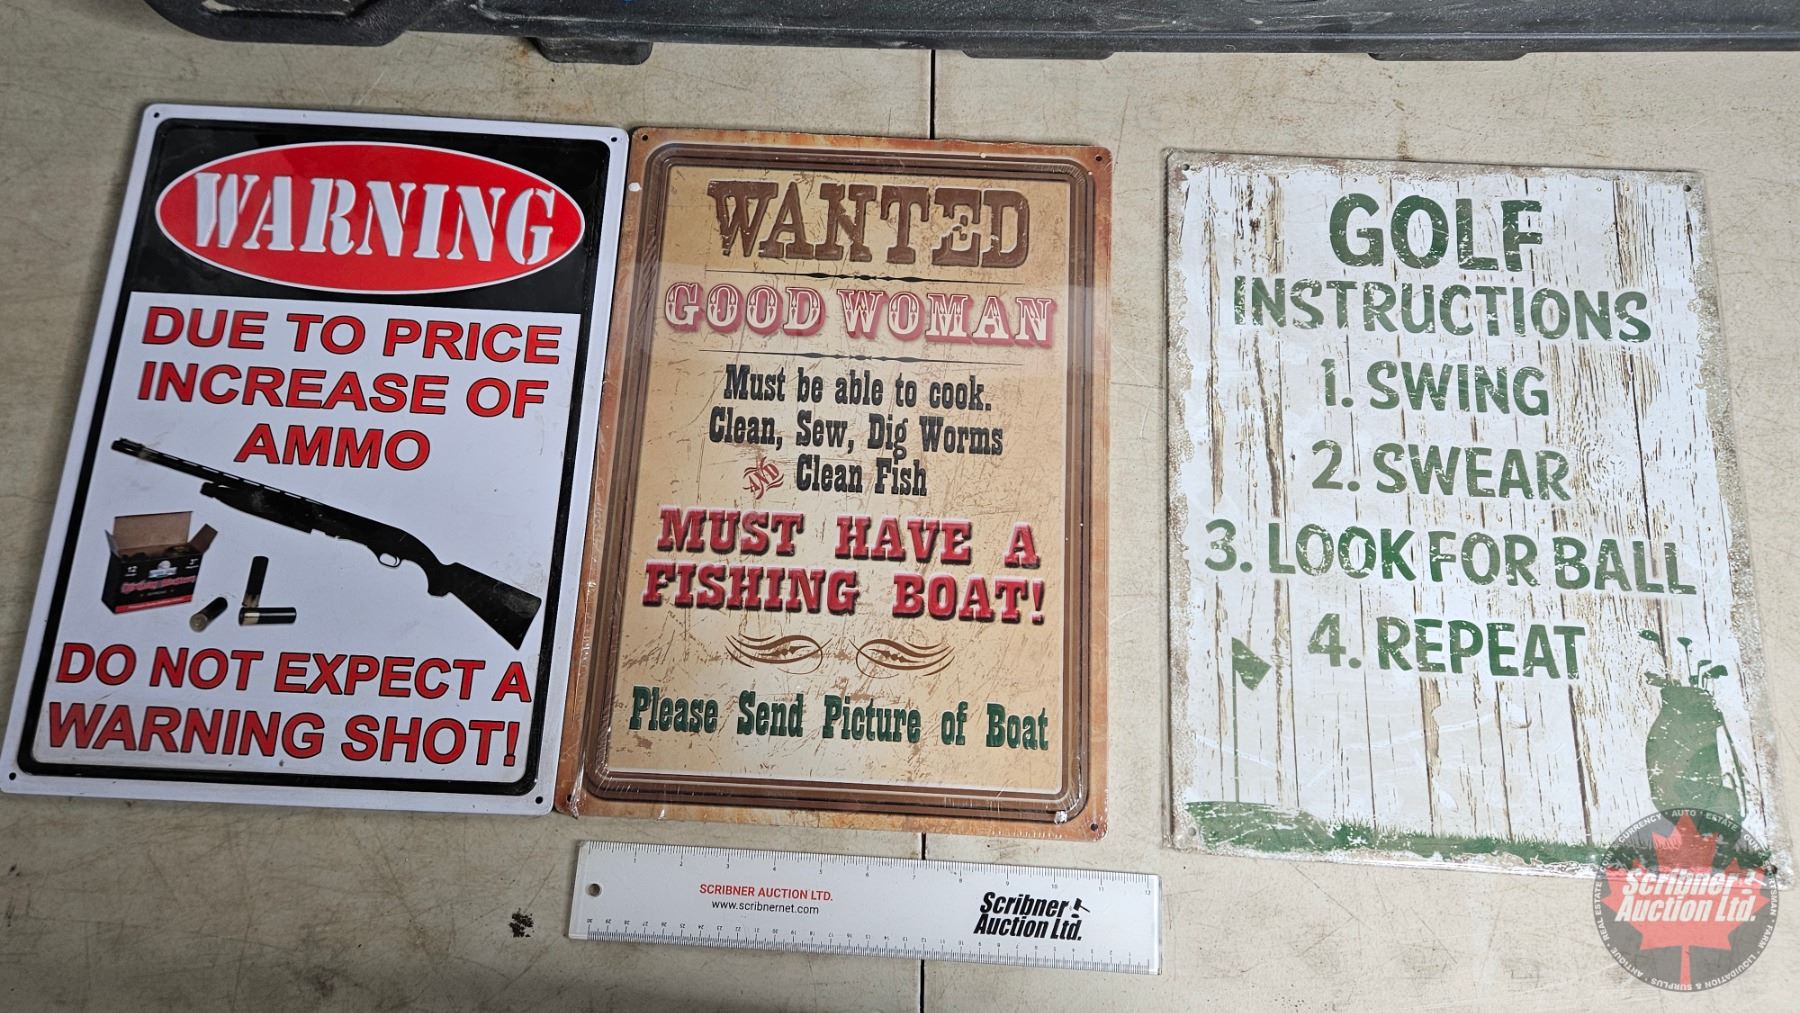 WARNING
DUE TO PRICE
INCREASE OF
AMMO
12
DO NOT EXPECT A
WARNING SHOT!
WANTED
GOOD WOMAN
Must be able to cook.
Clean, Sew, Dig Worms
AND Clean Fish
MUST HAVE A
FISHING BOAT!
Please Send Picture of Boat
GOLF
INSTRUCTIONS
1. SWING
2. SWEAR
3. LOOK FOR BALL
4. REPEAT
SCRIBNER AUCTION LTD.
www.scribnernet.com
Scribner
Auction Ltd.
Scribner
Auction Ltd.